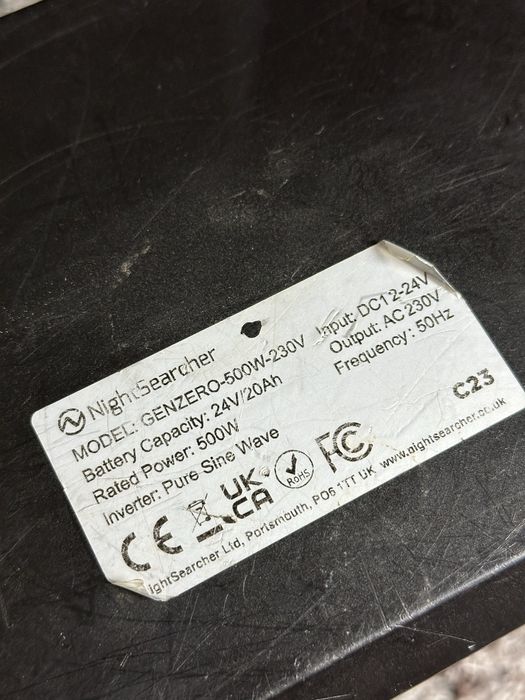 NightSearcher
MODEL: GENZERO-500W-230V
Battery Capacity: 24V/20Ah
Rated Power: 500W
Inverter: Pure Sine Wave
Input: DC12-24V
Output: AC 230V
Frequency: 50Hz
C23
CE
UK
CA
RoHS
FC
NightSearcher Ltd, Portsmouth, PO6 1TT UK www.nightsearcher.co.uk